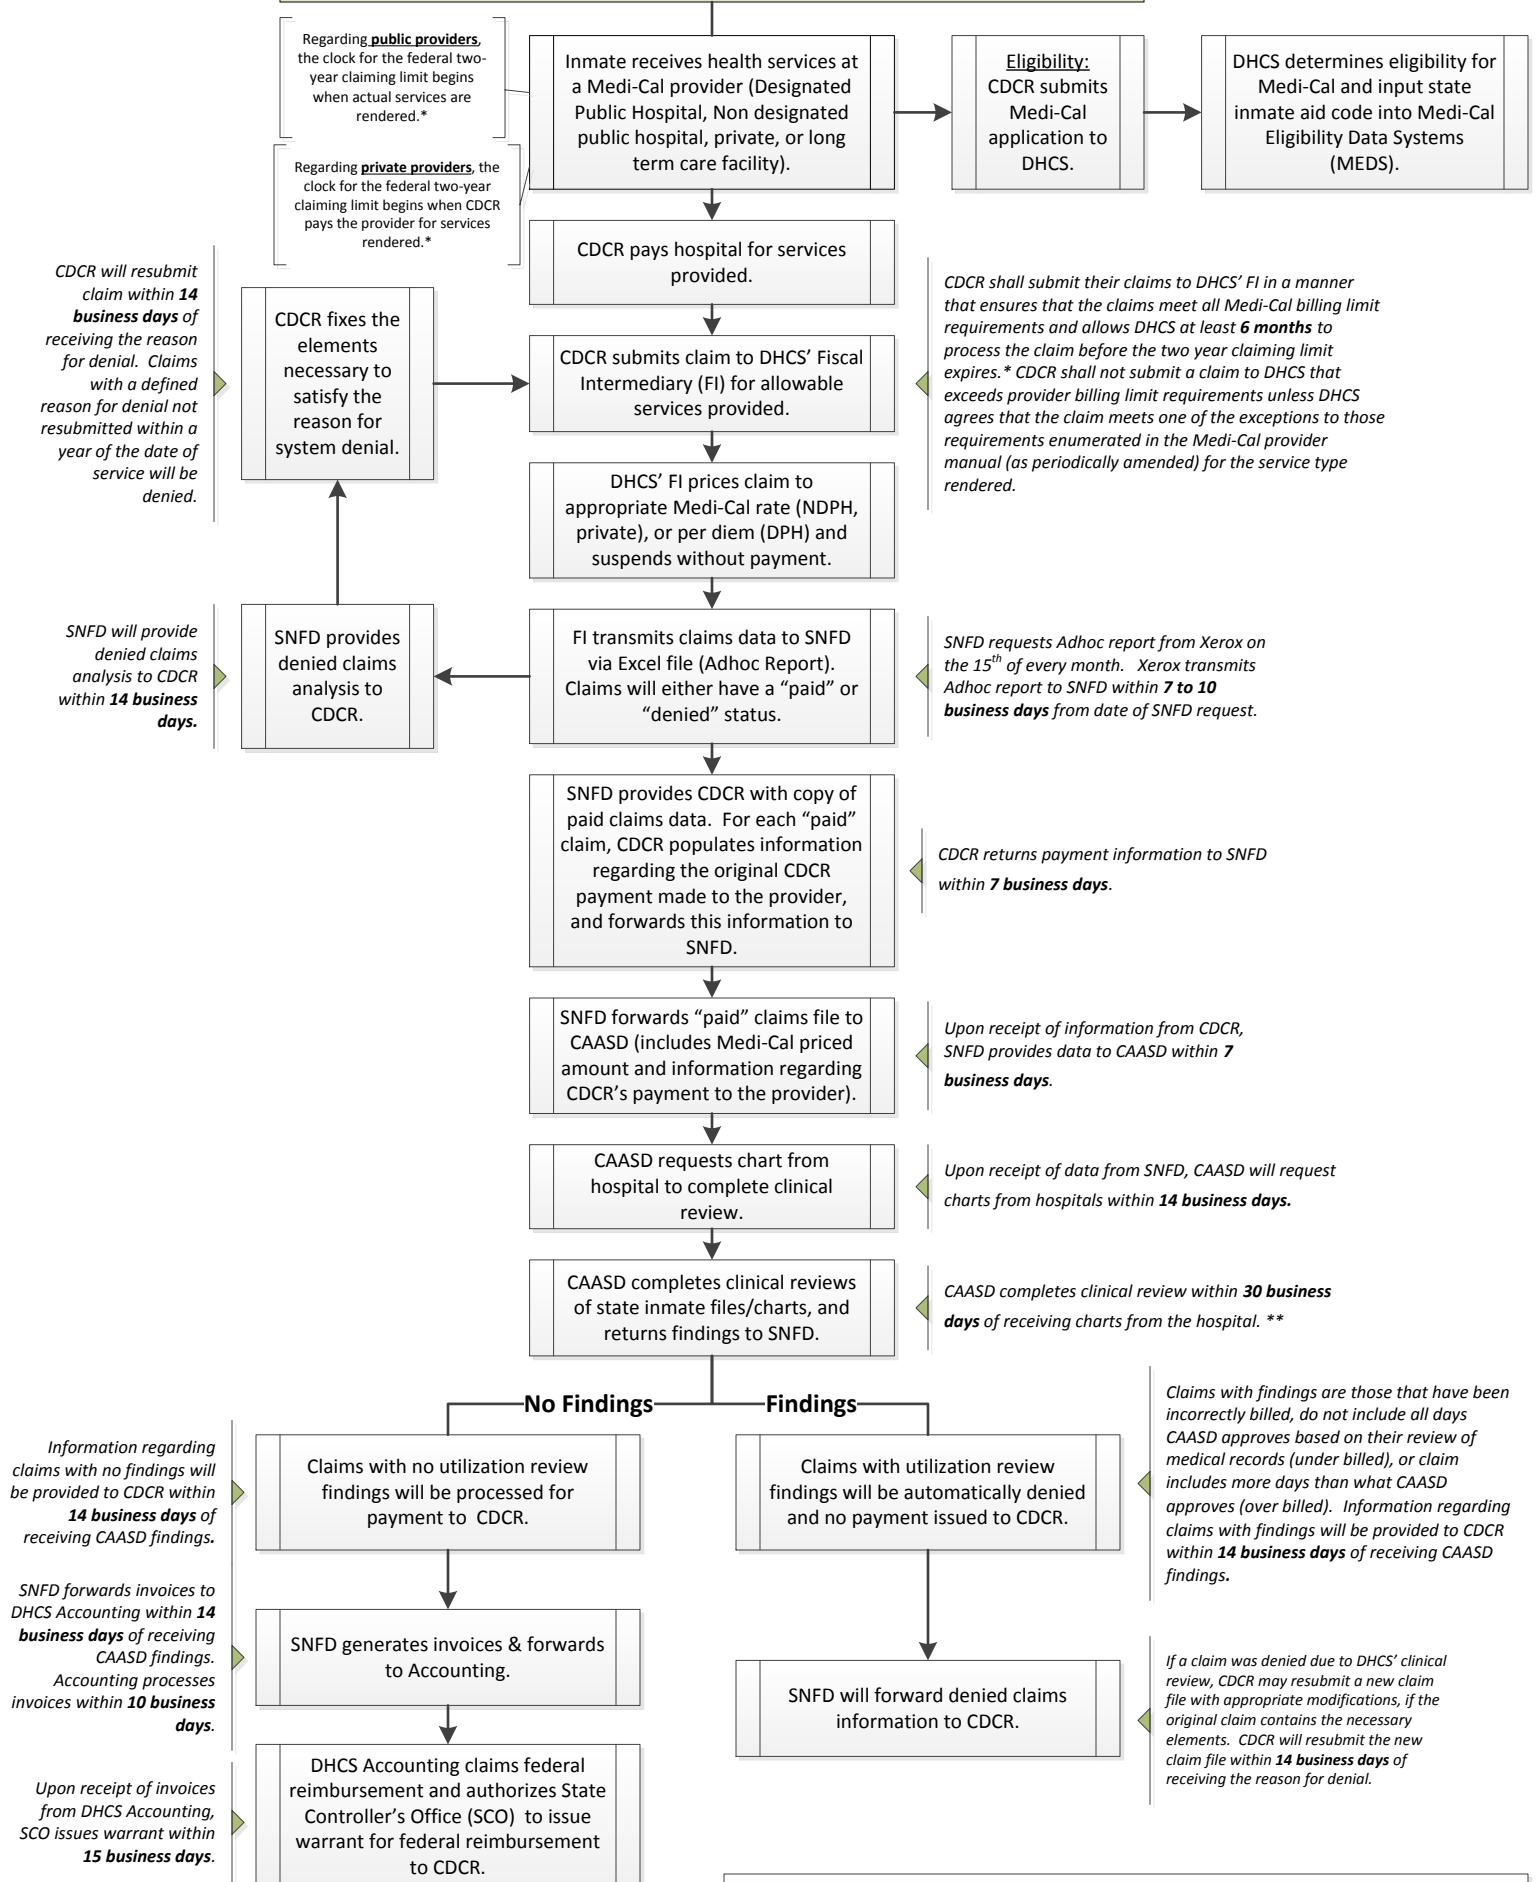 Regarding public providers,
the clock for the federal two-
year claiming limit begins
when actual services are
rendered.*
Regarding private providers, the
clock for the federal two-year
claiming limit begins when CDCR
pays the provider for services
rendered.*
Inmate receives health services at
a Medi-Cal provider (Designated
Public Hospital, Non designated
public hospital, private, or long
term care facility).
Eligibility:
CDCR submits
Medi-Cal
application to
DHCS.
DHCS determines eligibility for
Medi-Cal and input state
inmate aid code into Medi-Cal
Eligibility Data Systems
(MEDS).
CDCR pays hospital for services
provided.
CDCR will resubmit
claim within 14
business days of
receiving the reason
for denial. Claims
with a defined
reason for denial not
resubmitted within a
year of the date of
service will be
denied.
CDCR fixes the
elements
necessary to
satisfy the
reason for
system denial.
CDCR submits claim to DHCS' Fiscal
Intermediary (FI) for allowable
services provided.
CDCR shall submit their claims to DHCS' FI in a manner
that ensures that the claims meet all Medi-Cal billing limit
requirements and allows DHCS at least 6 months to
process the claim before the two year claiming limit
expires.* CDCR shall not submit a claim to DHCS that
exceeds provider billing limit requirements unless DHCS
agrees that the claim meets one of the exceptions to those
requirements enumerated in the Medi-Cal provider
manual (as periodically amended) for the service type
rendered.
DHCS' FI prices claim to
appropriate Medi-Cal rate (NDPH,
private), or per diem (DPH) and
suspends without payment.
SNFD will provide
denied claims
analysis to CDCR
within 14 business
days.
SNFD provides
denied claims
analysis to
CDCR.
FI transmits claims data to SNFD
via Excel file (Adhoc Report).
Claims will either have a “paid” or
“denied” status.
SNFD requests Adhoc report from Xerox on
the 15th of every month. Xerox transmits
Adhoc report to SNFD within 7 to 10
business days from date of SNFD request.
SNFD provides CDCR with copy of
paid claims data. For each “paid”
claim, CDCR populates information
regarding the original CDCR
payment made to the provider,
and forwards this information to
SNFD.
CDCR returns payment information to SNFD
within 7 business days.
SNFD forwards “paid” claims file to
CAASD (includes Medi-Cal priced
amount and information regarding
CDCR's payment to the provider).
Upon receipt of information from CDCR,
SNFD provides data to CAASD within 7
business days.
CAASD requests chart from
hospital to complete clinical
review.
Upon receipt of data from SNFD, CAASD will request
charts from hospitals within 14 business days.
CAASD completes clinical reviews
of state inmate files/charts, and
returns findings to SNFD.
CAASD completes clinical review within 30 business
days of receiving charts from the hospital. **
No Findings
Findings
Information regarding
claims with no findings will
be provided to CDCR within
14 business days of
receiving CAASD findings.
Claims with no utilization review
findings will be processed for
payment to CDCR.
Claims with utilization review
findings will be automatically denied
and no payment issued to CDCR.
Claims with findings are those that have been
incorrectly billed, do not include all days
CAASD approves based on their review of
medical records (under billed), or claim
includes more days than what CAASD
approves (over billed). Information regarding
claims with findings will be provided to CDCR
within 14 business days of receiving CAASD
findings.
SNFD forwards invoices to
DHCS Accounting within 14
business days of receiving
CAASD findings.
Accounting processes
invoices within 10 business
days.
SNFD generates invoices & forwards
to Accounting.
SNFD will forward denied claims
information to CDCR.
If a claim was denied due to DHCS' clinical
review, CDCR may resubmit a new claim
file with appropriate modifications, if the
original claim contains the necessary
elements. CDCR will resubmit the new
claim file within 14 business days of
receiving the reason for denial.
Upon receipt of invoices
from DHCS Accounting,
SCO issues warrant within
15 business days.
DHCS Accounting claims federal
reimbursement and authorizes State
Controller's Office (SCO) to issue
warrant for federal reimbursement
to CDCR.